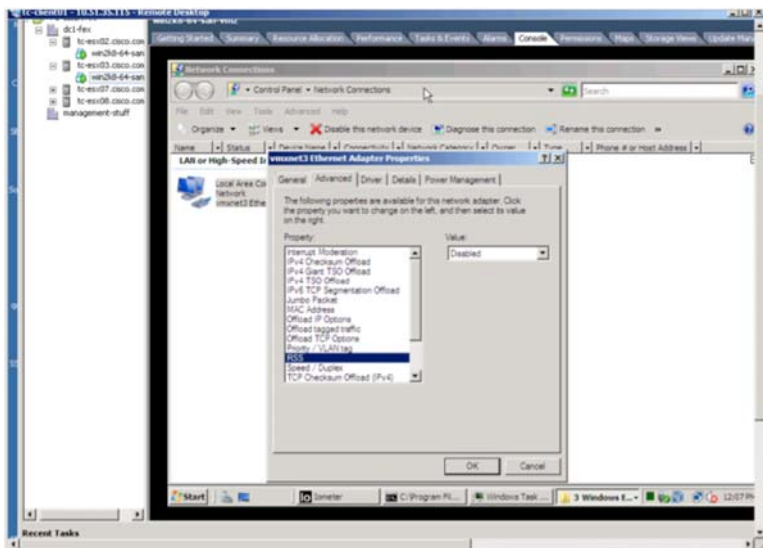 tc-client01 - 10.51.35.115 - Remote Desktop
dc1-fex
tc-esx02.cisco.com
win2k8-64-san
tc-esx03.cisco.com
win2k8-64-san
tc-esx07.cisco.com
tc-esx08.cisco.com
management-stuff
Getting Started Summary Resource Allocation Performance Tasks & Events Alarms Console Permissions Maps Storage Views Update Man
Network Connections
Control Panel Network Connections
Search
File Edit View Tools Advanced Help
Organize Views Disable this network device Diagnose this connection Rename this connection »
Name Status Device Name Connectivity Network Category Owner Type Phone # or Host Address
LAN or High-Speed I
Local Area Co
Network
vmxnet3 Ethe
vmxnet3 Ethernet Adapter Properties
General Advanced Driver Details Power Management
The following properties are available for this network adapter. Click
the property you want to change on the left, and then select its value
on the right.
Property:
Value:
Interrupt Moderation
IPv4 Checksum Offload
IPv4 Giant TSO Offload
IPv4 TSO Offload
IPv6 TCP Segmentation Offload
Jumbo Packet
MAC Address
Offload IP Options
Offload tagged traffic
Offload TCP Options
Priority / VLAN tag
RSS
Speed / Duplex
TCP Checksum Offload (IPv4)
Disabled
OK Cancel
Start
Iometer
C:\Program Fil...
Windows Task ...
3 Windows E...
12:07 PM
Recent Tasks